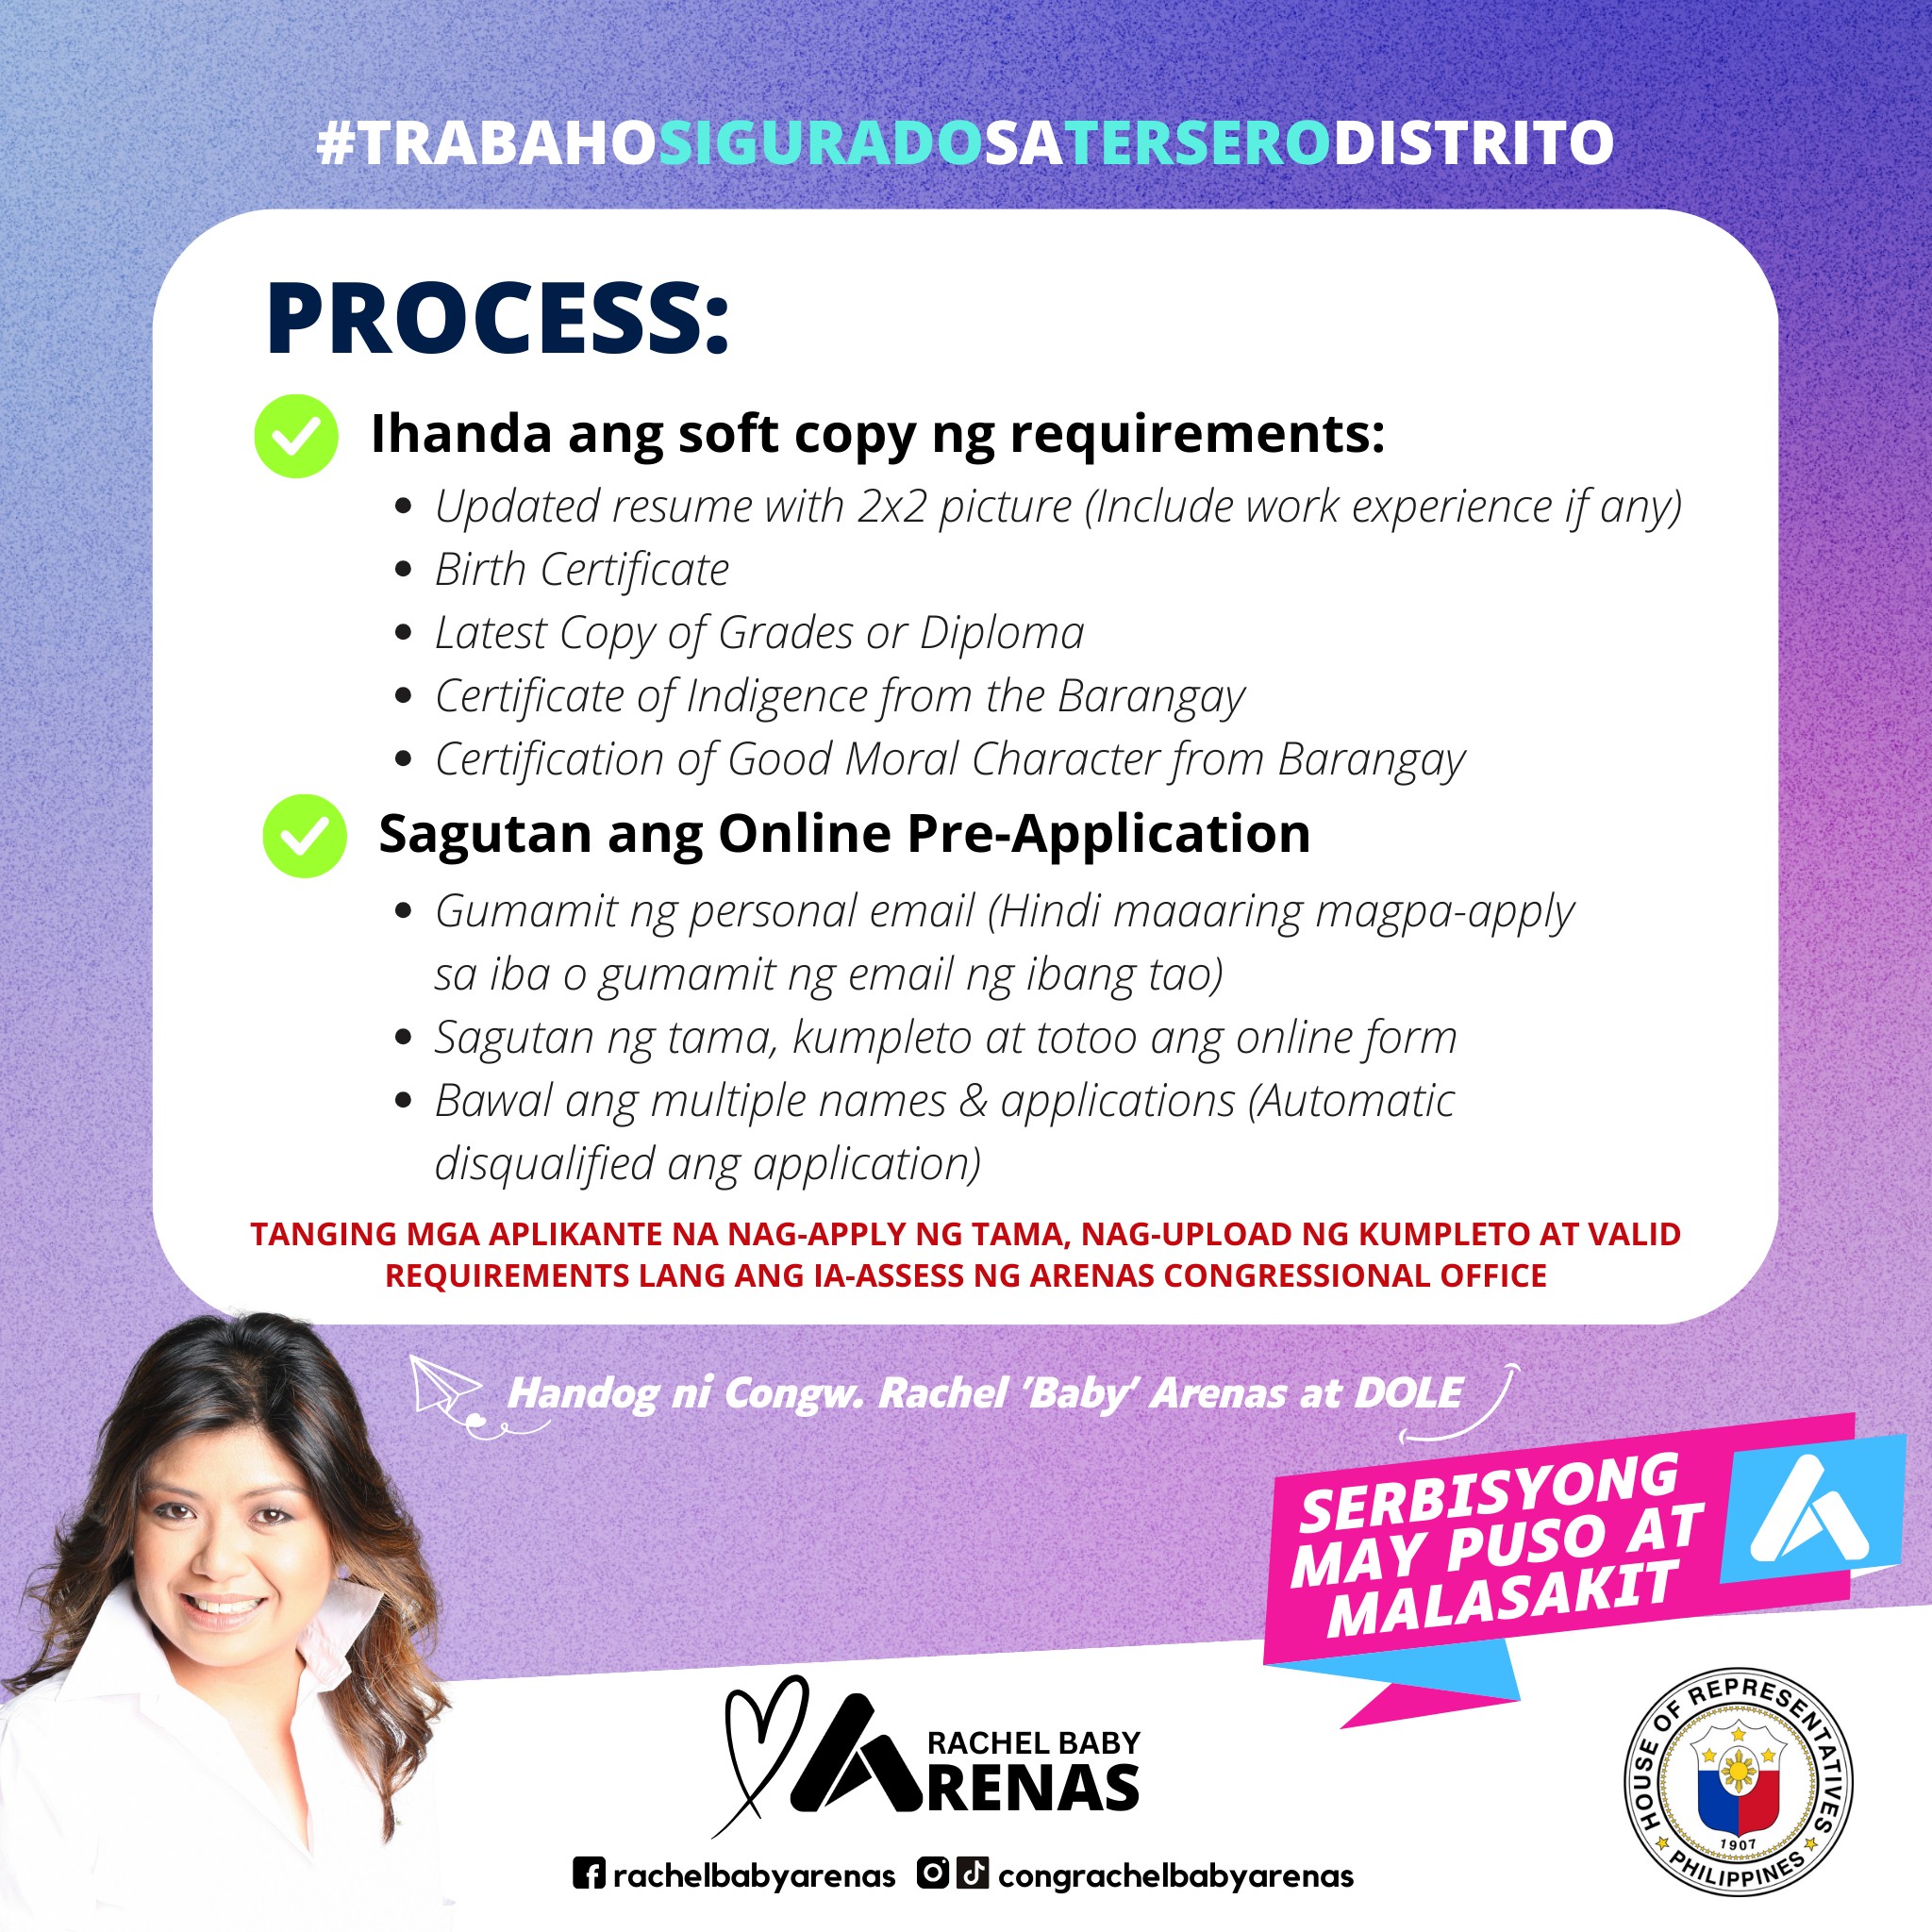 #TRABAHOSIGURADOSATERSERODISTRITO
PROCESS:
Ihanda ang soft copy ng requirements:
• Updated resume with 2x2 picture (Include work experience if any)
• Birth Certificate
• Latest Copy of Grades or Diploma
• Certificate of Indigence from the Barangay
• Certification of Good Moral Character from Barangay
Sagutan ang Online Pre-Application
• Gumamit ng personal email (Hindi maaaring magpa-apply
sa iba o gumamit ng email ng ibang tao)
• Sagutan ng tama, kumpleto at totoo ang online form
• Bawal ang multiple names & applications (Automatic
disqualified ang application)
TANGING MGA APLIKANTE NA NAG-APPLY NG TAMA, NAG-UPLOAD NG KUMPLETO AT VALID
REQUIREMENTS LANG ANG IA-ASSESS NG ARENAS CONGRESSIONAL OFFICE
Handog ni Congw. Rachel 'Baby' Arenas at DOLE
SERBISYONG
MAY PUSO AT
MALASAKIT
RACHEL BABY
ARENAS
rachelbabyarenas congrachelbabyarenas
HOUSE OF REPRESENTATIVES
1907
PHILIPPINES